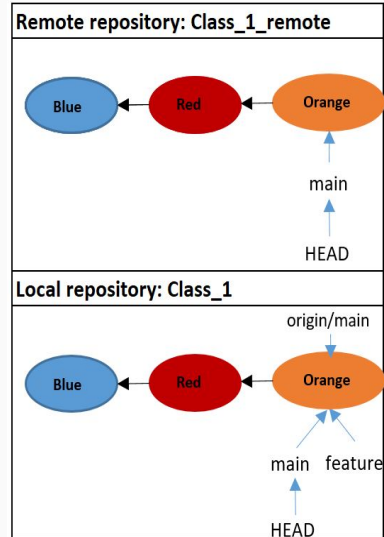 Remote repository: Class_1_remote
Blue Red Orange
main
HEAD
Local repository: Class_1
origin/main
Blue Red Orange
main feature
HEAD